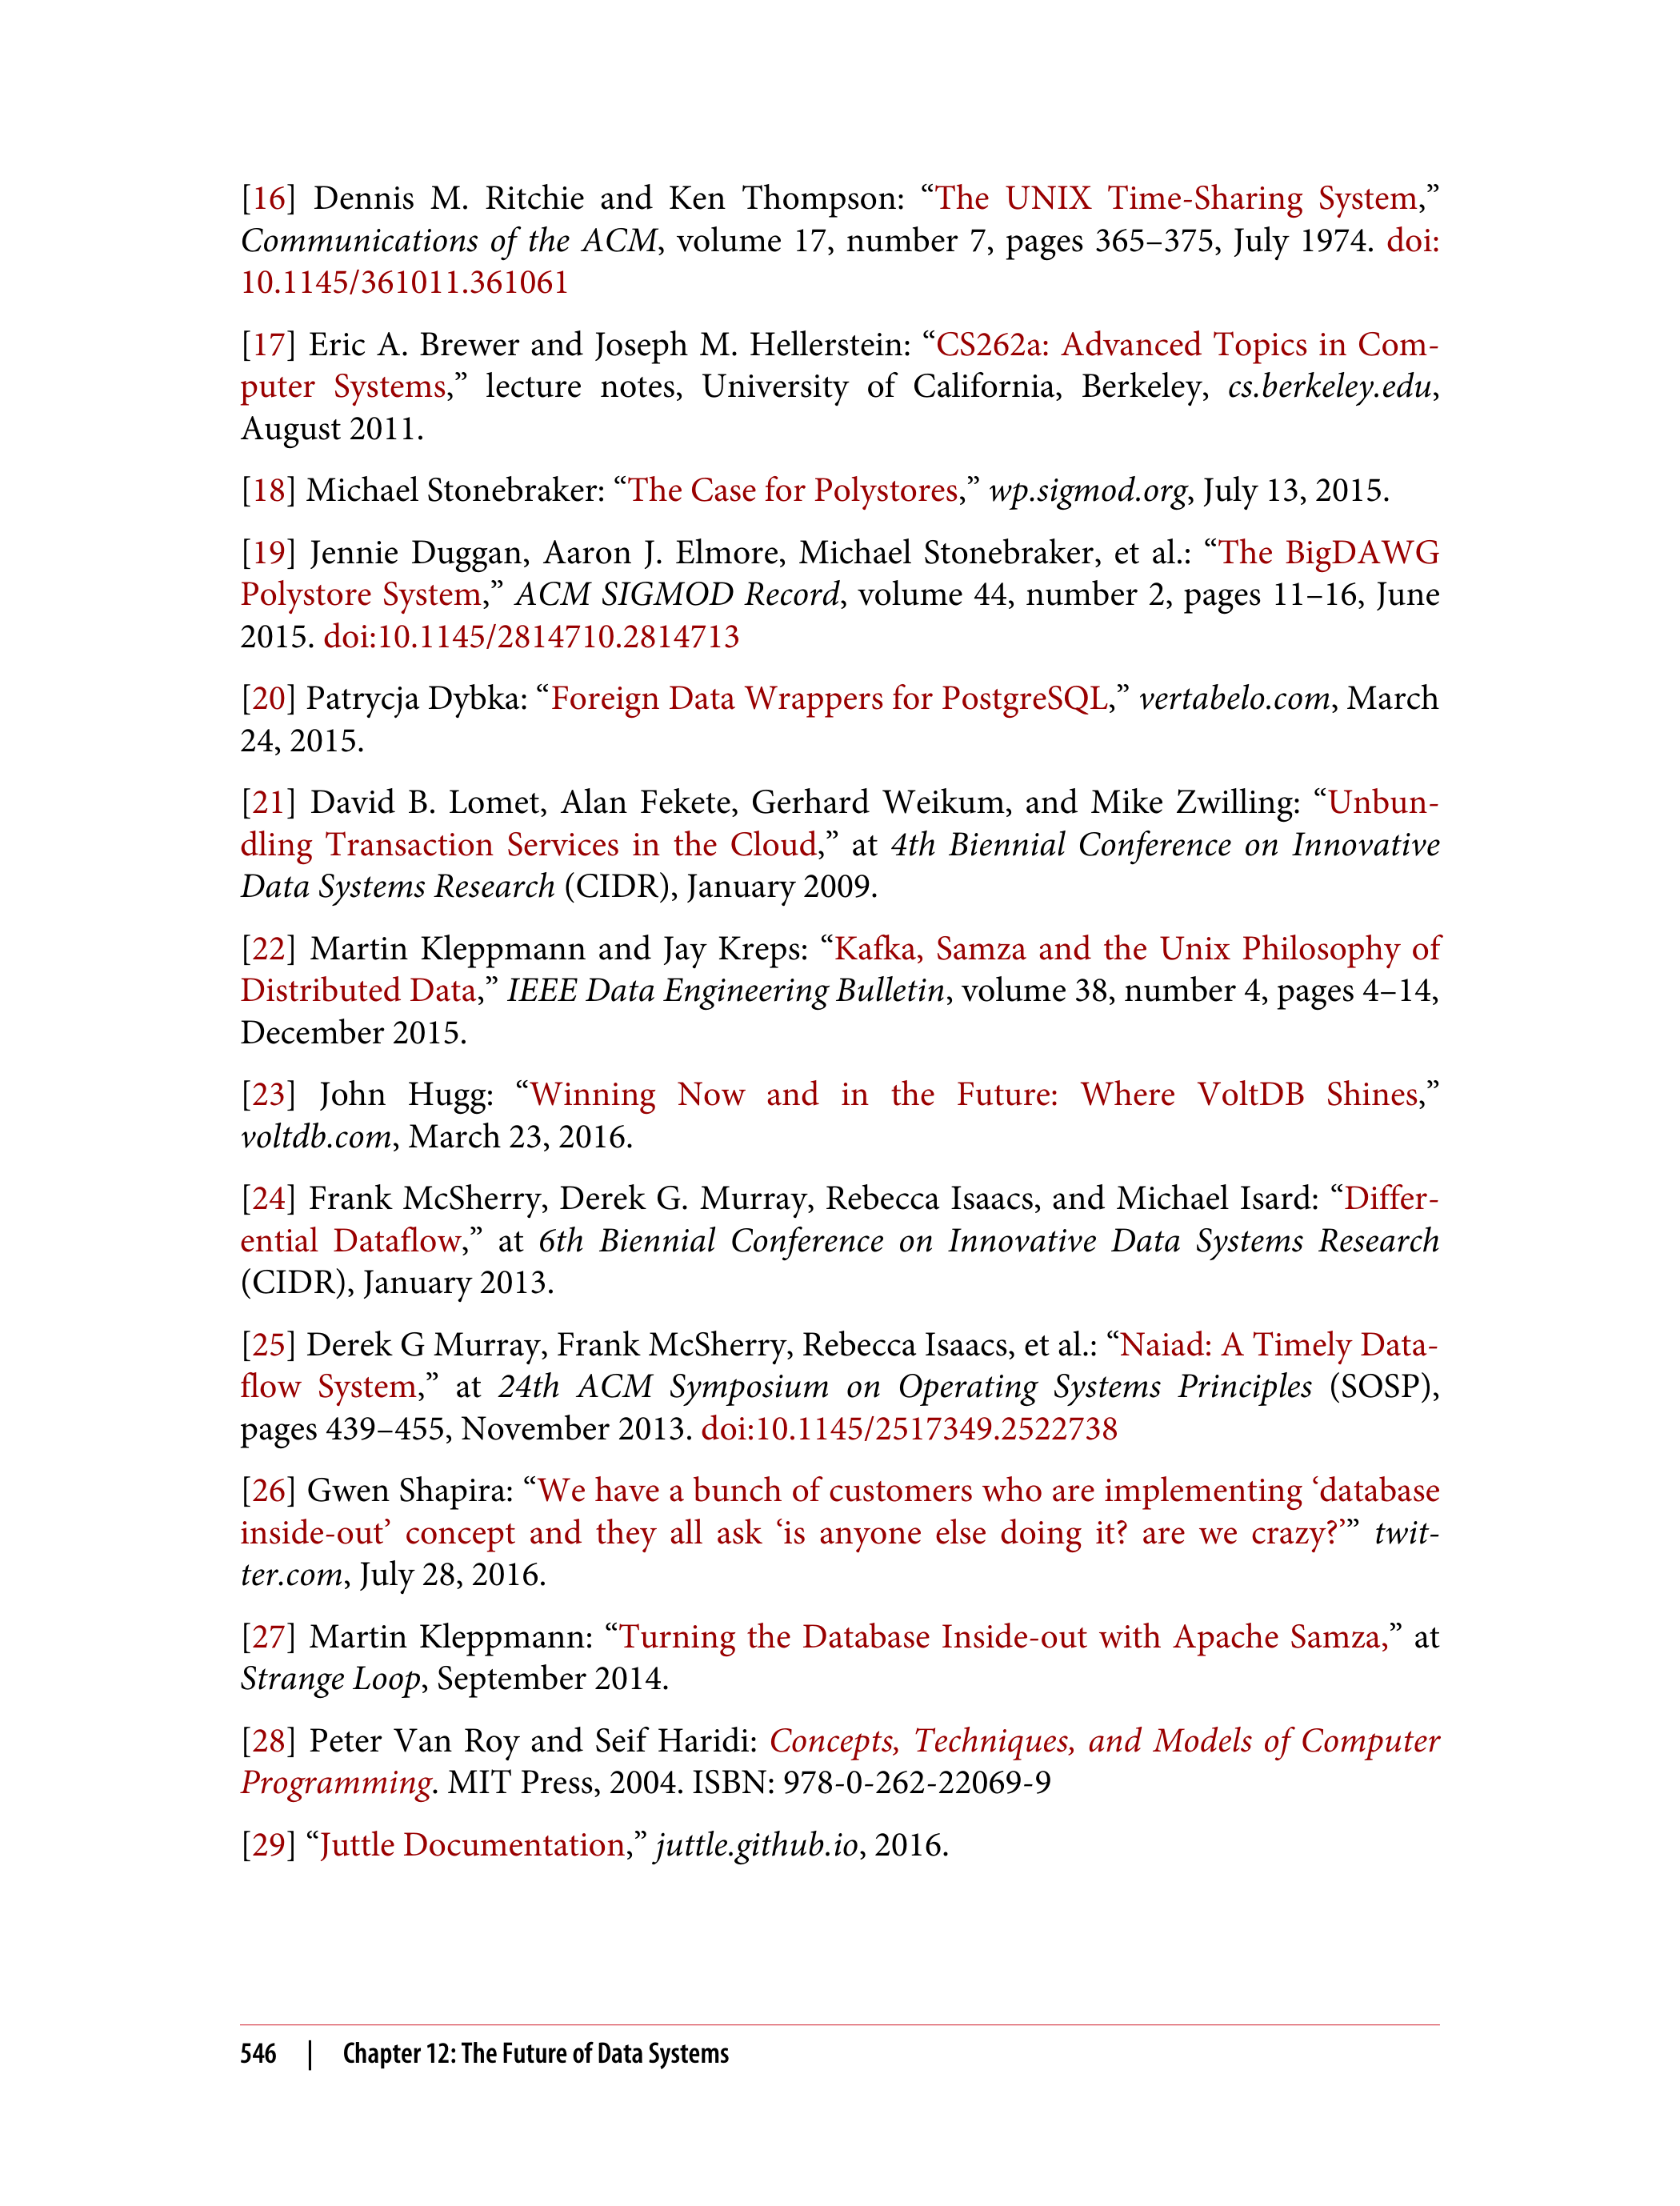 [16] Dennis M. Ritchie and Ken Thompson: “The UNIX Time-Sharing System,”
Communications of the ACM, volume 17, number 7, pages 365–375, July 1974. doi:
10.1145/361011.361061
[17] Eric A. Brewer and Joseph M. Hellerstein: “CS262a: Advanced Topics in Com-
puter Systems,” lecture notes, University of California, Berkeley, cs.berkeley.edu,
August 2011.
[18] Michael Stonebraker: “The Case for Polystores,” wp.sigmod.org, July 13, 2015.
[19] Jennie Duggan, Aaron J. Elmore, Michael Stonebraker, et al.: “The BigDAWG
Polystore System,” ACM SIGMOD Record, volume 44, number 2, pages 11–16, June
2015. doi:10.1145/2814710.2814713
[20] Patrycja Dybka: “Foreign Data Wrappers for PostgreSQL,” vertabelo.com, March
24, 2015.
[21] David B. Lomet, Alan Fekete, Gerhard Weikum, and Mike Zwilling: “Unbun-
dling Transaction Services in the Cloud,” at 4th Biennial Conference on Innovative
Data Systems Research (CIDR), January 2009.
[22] Martin Kleppmann and Jay Kreps: “Kafka, Samza and the Unix Philosophy of
Distributed Data,” IEEE Data Engineering Bulletin, volume 38, number 4, pages 4–14,
December 2015.
[23] John Hugg: “Winning Now and in the Future: Where VoltDB Shines,”
voltdb.com, March 23, 2016.
[24] Frank McSherry, Derek G. Murray, Rebecca Isaacs, and Michael Isard: “Differ-
ential Dataflow,” at 6th Biennial Conference on Innovative Data Systems Research
(CIDR), January 2013.
[25] Derek G Murray, Frank McSherry, Rebecca Isaacs, et al.: “Naiad: A Timely Data-
flow System,” at 24th ACM Symposium on Operating Systems Principles (SOSP),
pages 439–455, November 2013. doi:10.1145/2517349.2522738
[26] Gwen Shapira: “We have a bunch of customers who are implementing ‘database
inside-out’ concept and they all ask ‘is anyone else doing it? are we crazy?’” twit-
ter.com, July 28, 2016.
[27] Martin Kleppmann: “Turning the Database Inside-out with Apache Samza,” at
Strange Loop, September 2014.
[28] Peter Van Roy and Seif Haridi: Concepts, Techniques, and Models of Computer
Programming. MIT Press, 2004. ISBN: 978-0-262-22069-9
[29] “Juttle Documentation,” juttle.github.io, 2016.
546 | Chapter 12: The Future of Data Systems